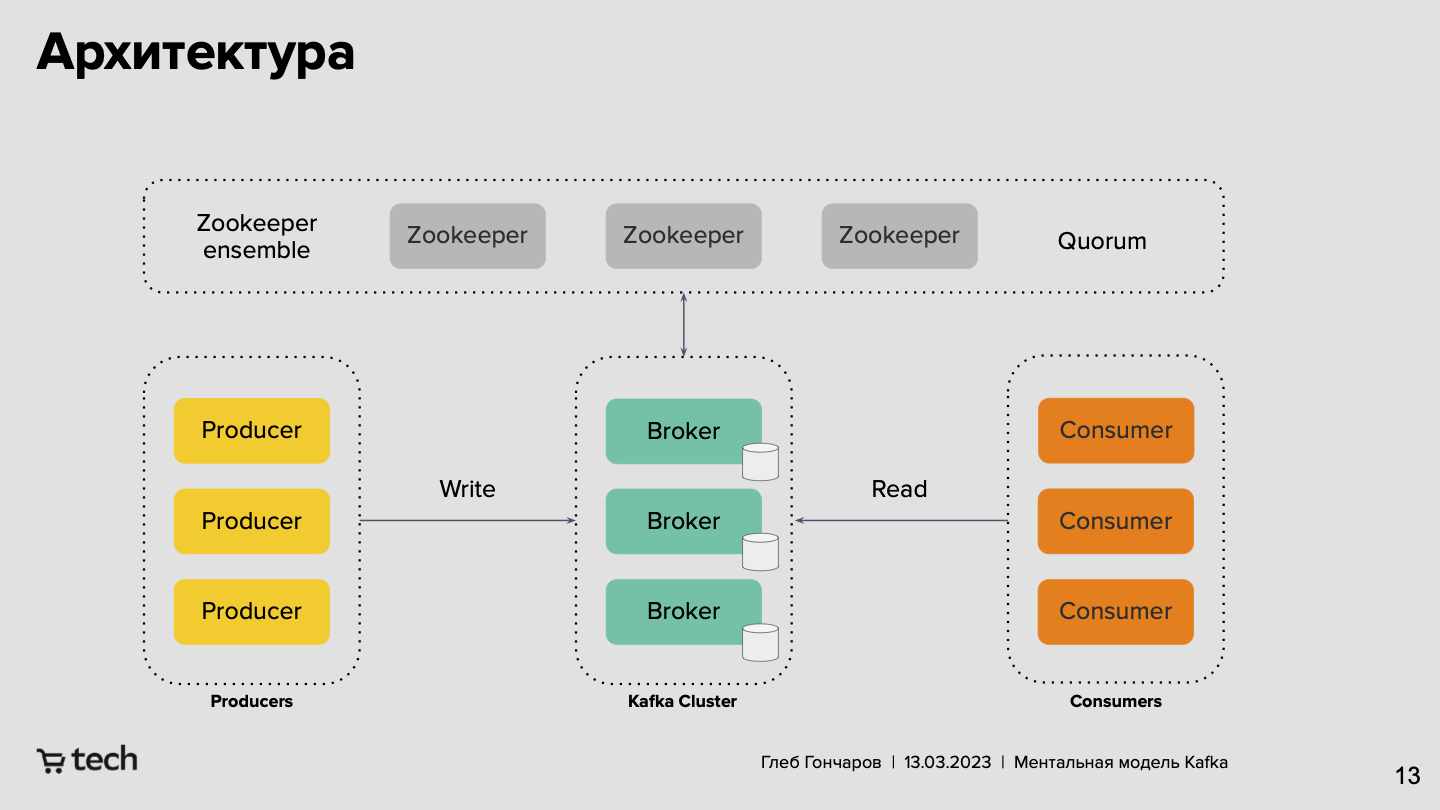 Архитектура
Zookeeper
ensemble
Zookeeper
Zookeeper
Zookeeper
Quorum
Producer
Producer
Producer
Producers
Write
Broker
Broker
Broker
Kafka Cluster
Read
Consumer
Consumer
Consumer
Consumers
tech
Глеб Гончаров | 13.03.2023 | Ментальная модель Kafka
13